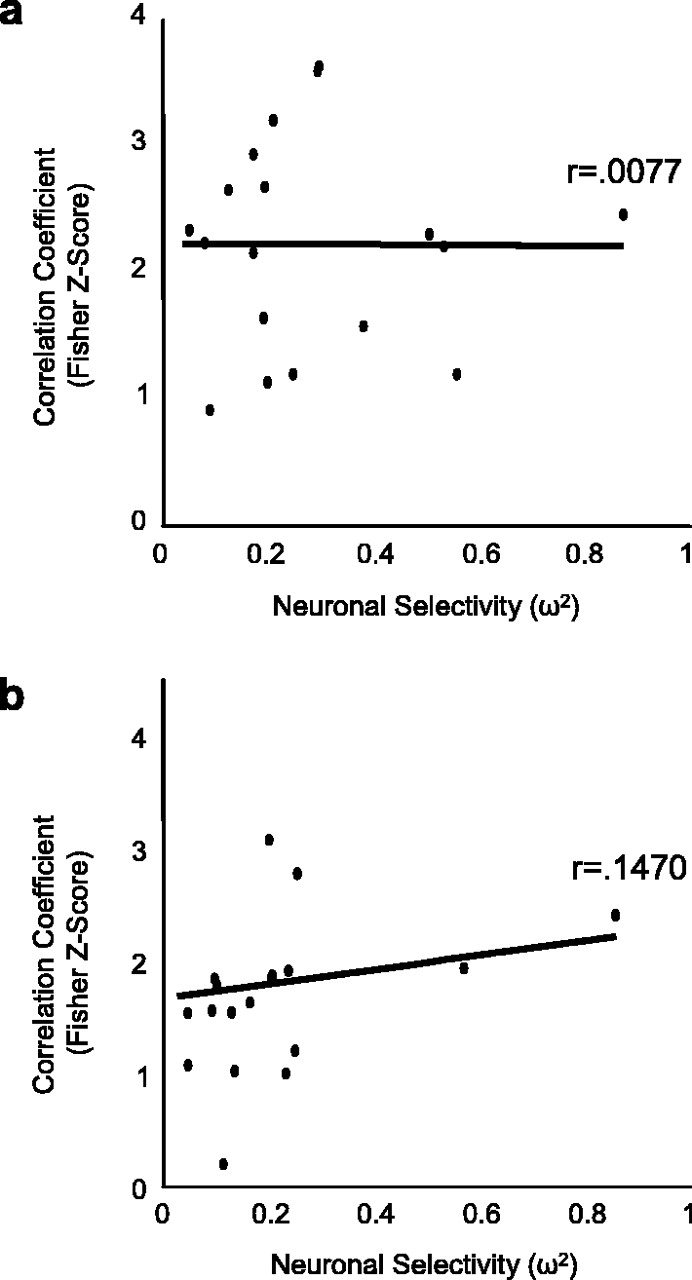 a
4
3
2
1
0
Correlation Coefficient
(Fisher Z-Score)
r=.0077
0 0.2 0.4 0.6 0.8 1
Neuronal Selectivity (ω²)
b
4
3
2
1
0
Correlation Coefficient
(Fisher Z-Score)
r=.1470
0 0.2 0.4 0.6 0.8 1
Neuronal Selectivity (ω²)